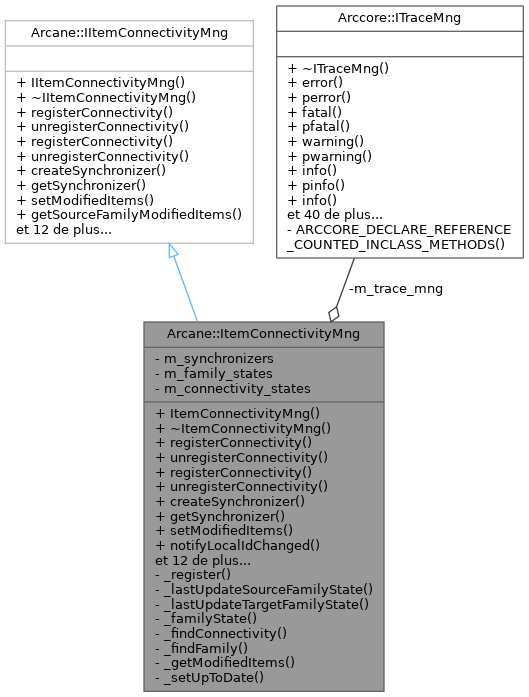 Arcane::IItemConnectivityMng
+ IItemConnectivityMng()
+ ~IItemConnectivityMng()
+ registerConnectivity()
+ unregisterConnectivity()
+ registerConnectivity()
+ unregisterConnectivity()
+ createSynchronizer()
+ getSynchronizer()
+ setModifiedItems()
+ getSourceFamilyModifiedItems()
et 12 de plus...
Arccore::ITraceMng
+ ~ITraceMng()
+ error()
+ perror()
+ fatal()
+ pfatal()
+ warning()
+ pwarning()
+ info()
+ pinfo()
+ info()
et 40 de plus...
- ARCCORE_DECLARE_REFERENCE
_COUNTED_INCLASS_METHODS()
-m_trace_mng
Arcane::ItemConnectivityMng
- m_synchronizers
- m_family_states
- m_connectivity_states
+ ItemConnectivityMng()
+ ~ItemConnectivityMng()
+ registerConnectivity()
+ unregisterConnectivity()
+ registerConnectivity()
+ unregisterConnectivity()
+ createSynchronizer()
+ getSynchronizer()
+ setModifiedItems()
+ notifyLocalIdChanged()
et 12 de plus...
- _register()
- _lastUpdateSourceFamilyState()
- _lastUpdateTargetFamilyState()
- _familyState()
- _findConnectivity()
- _findFamily()
- _getModifiedItems()
- _setUpToDate()